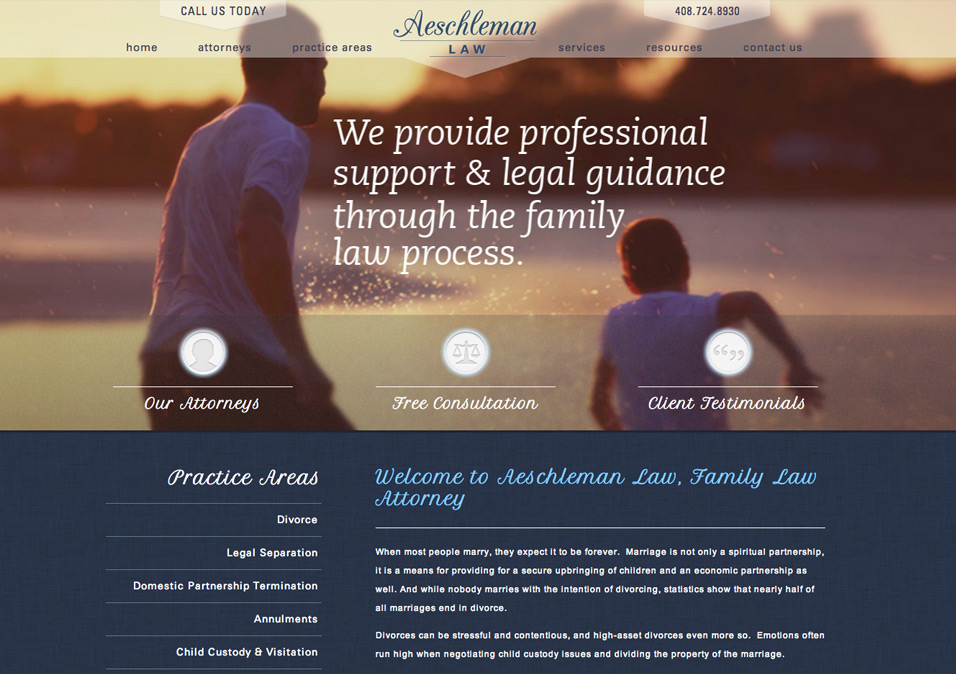 CALL US TODAY
Aeschleman
LAW
408.724.8930
home
attorneys
practice areas
services
resources
contact us
We provide professional
support & legal guidance
through the family
law process.
Our Attorneys
Free Consultation
Client Testimonials
Practice Areas
Divorce
Legal Separation
Domestic Partnership Termination
Annulments
Child Custody & Visitation
Welcome to Aeschleman Law, Family Law
Attorney
When most people marry, they expect it to be forever.  Marriage is not only a spiritual partnership,
it is a means for providing for a secure upbringing of children and an economic partnership as
well. And while nobody marries with the intention of divorcing, statistics show that nearly half of
all marriages end in divorce.
Divorces can be stressful and contentious, and high-asset divorces even more so.  Emotions often
run high when negotiating child custody issues and dividing the property of the marriage.